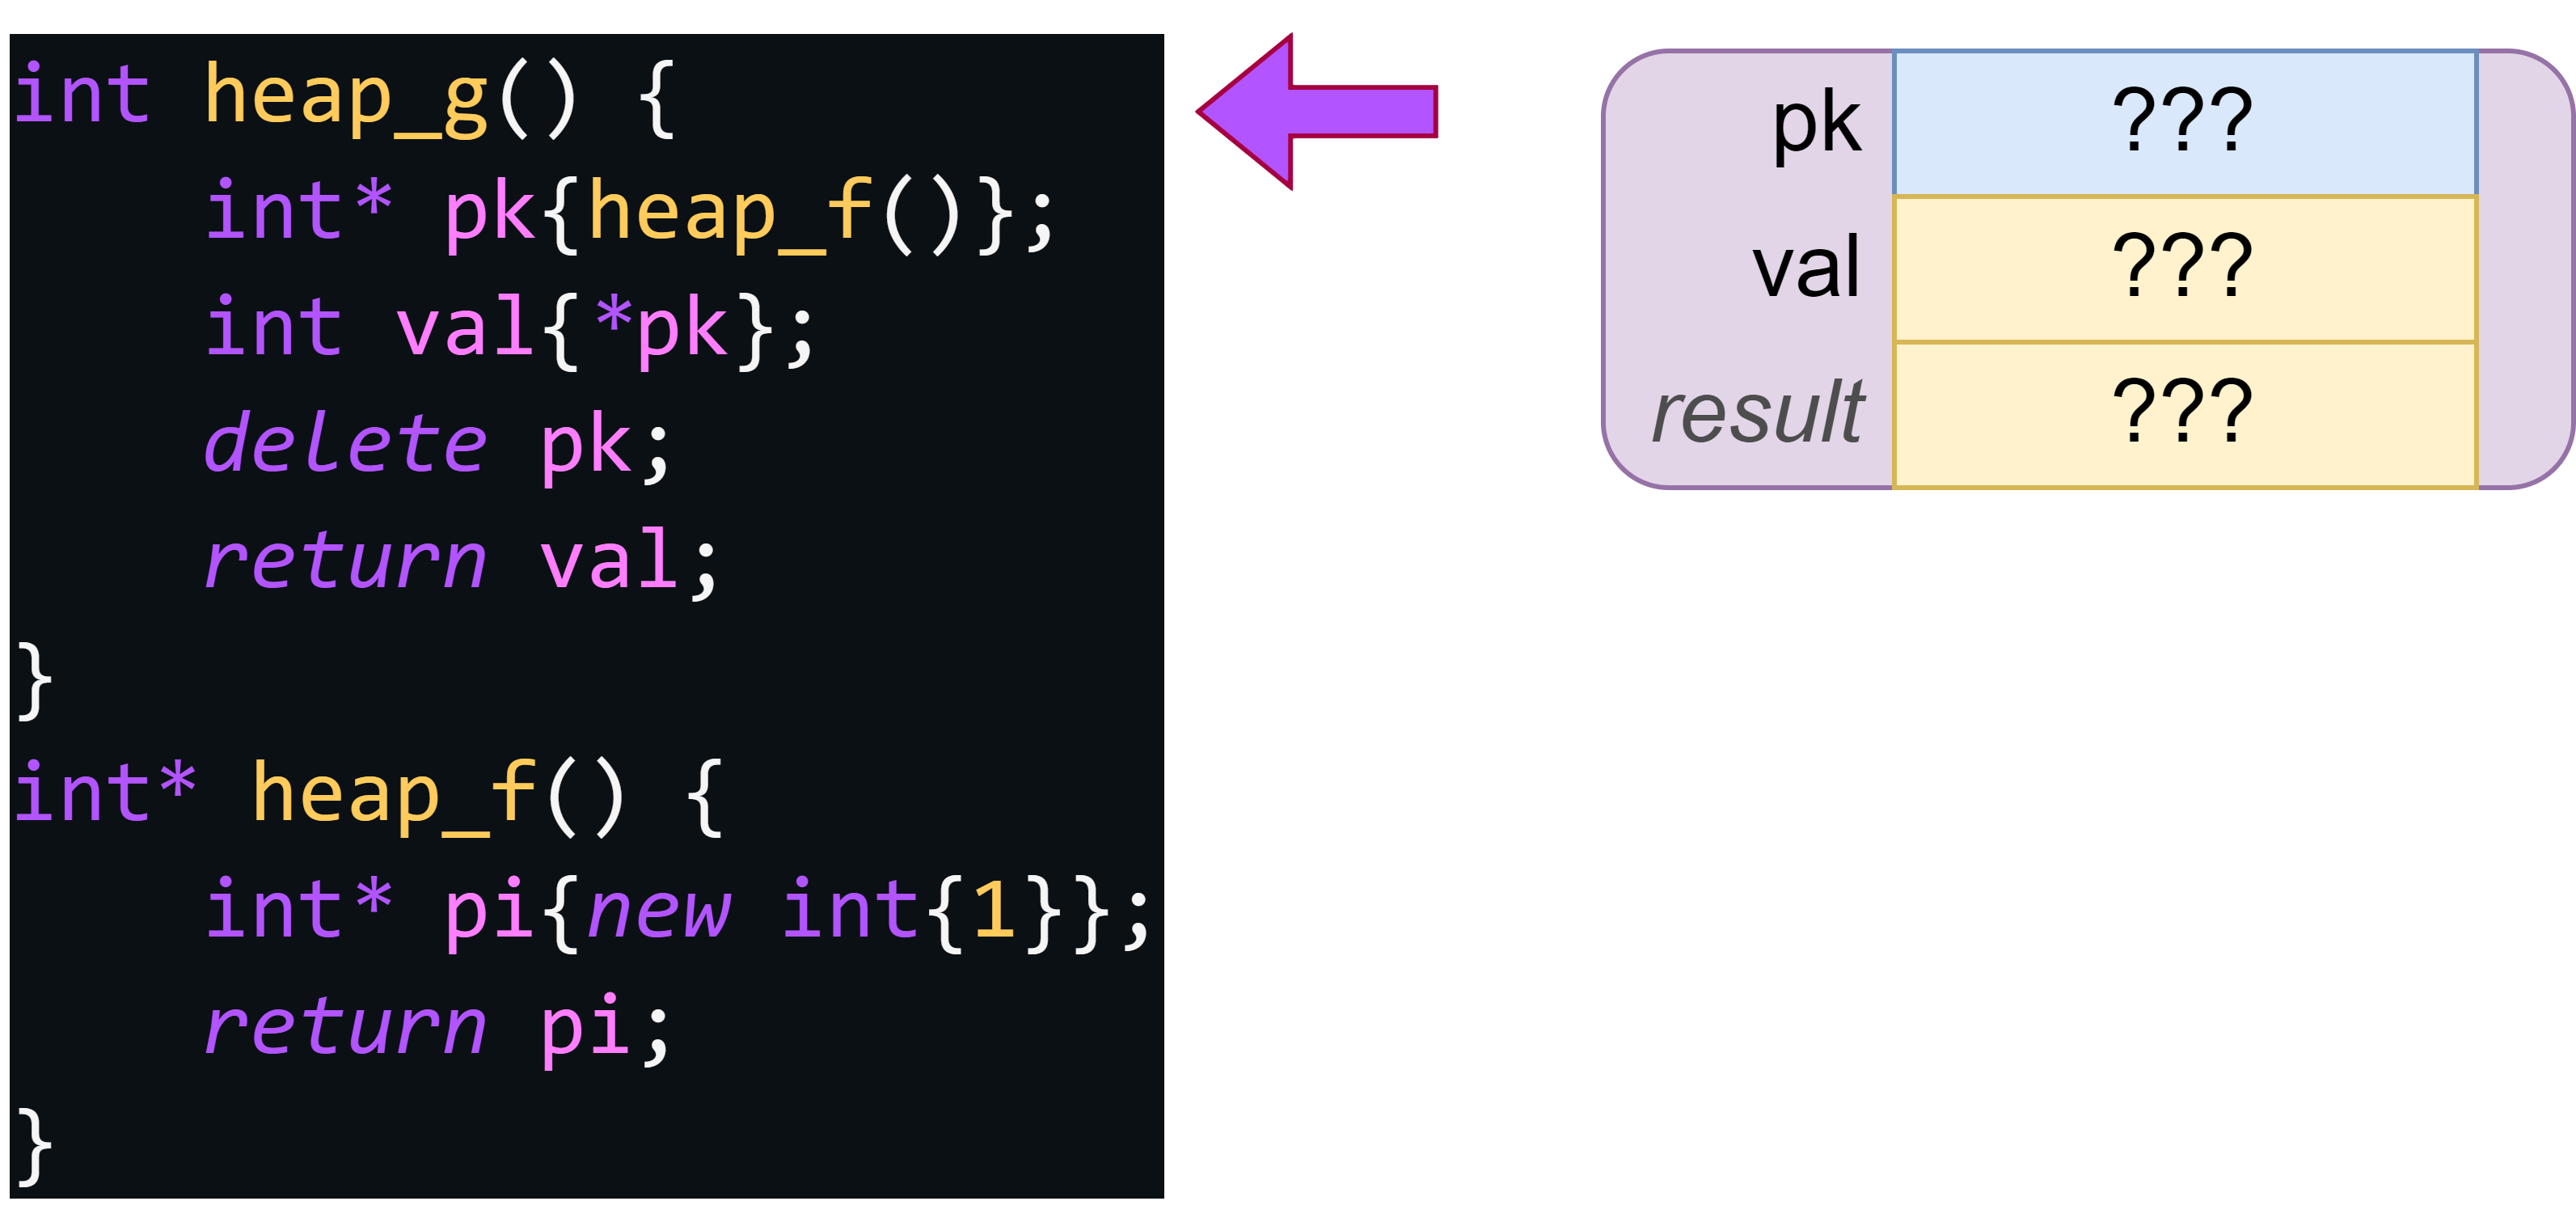 int heap_g() {
    int* pk{heap_f()};
    int val{*pk};
    delete pk;
    return val;
}
int* heap_f() {
    int* pi{new int{1}};
    return pi;
}
pk ???
val ???
result ???